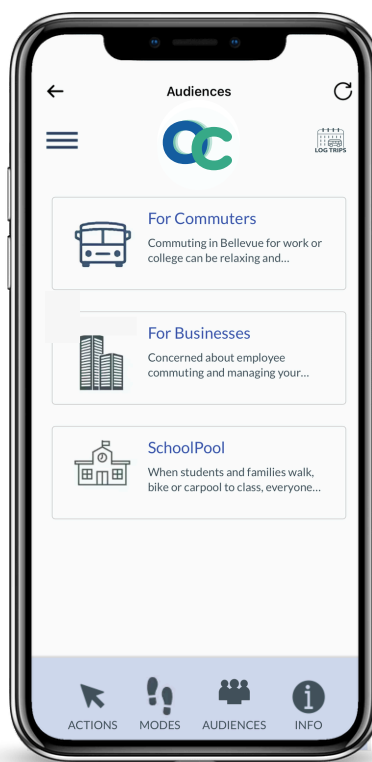 Audiences
LOG TRIPS
For Commuters
Commuting in Bellevue for work or
college can be relaxing and...
For Businesses
Concerned about employee
commuting and managing your...
SchoolPool
When students and families walk,
bike or carpool to class, everyone...
ACTIONS MODES AUDIENCES INFO